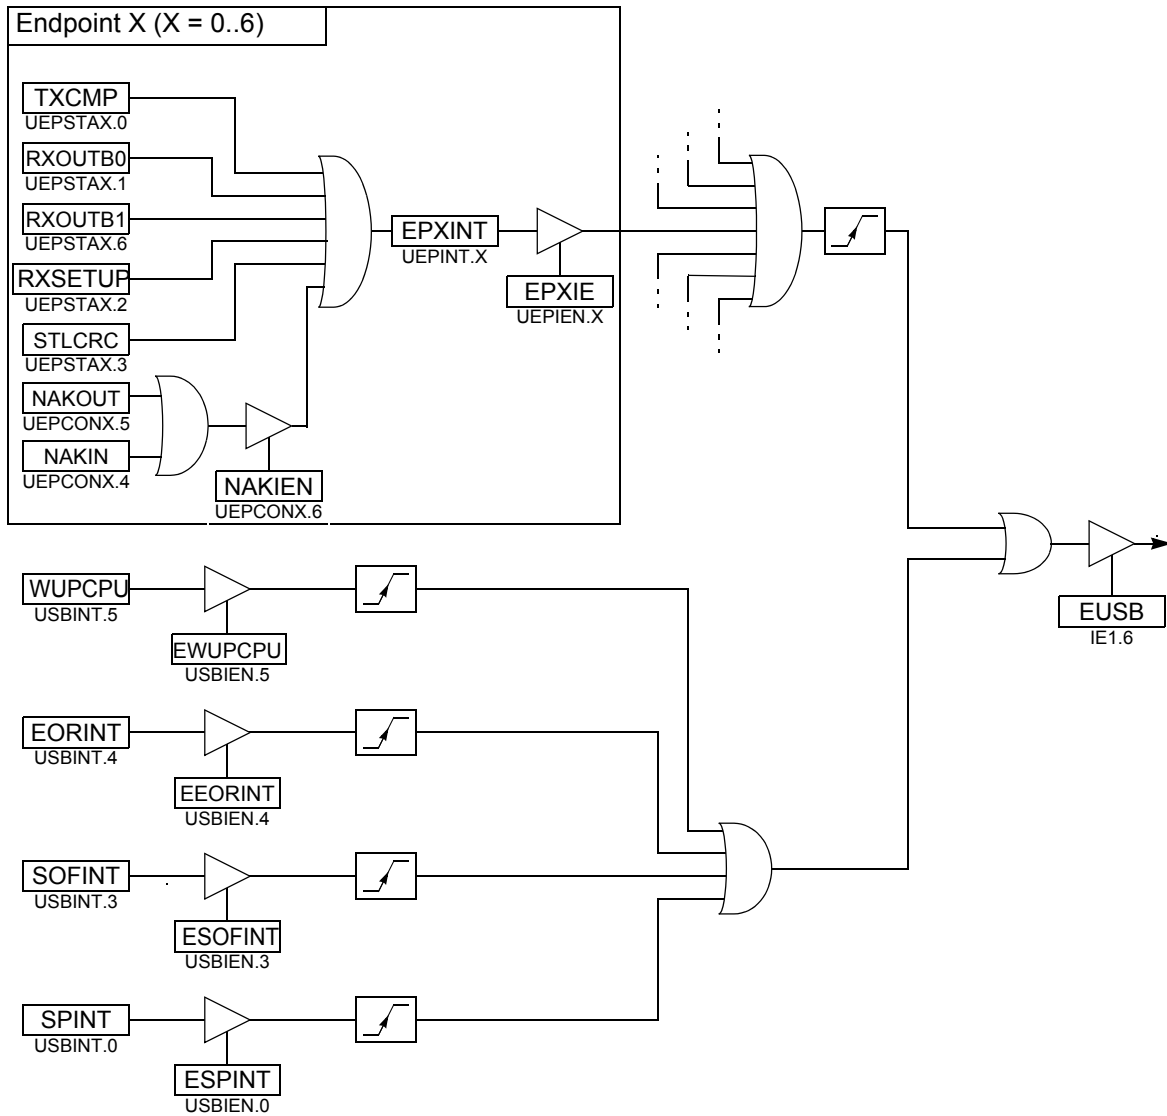 Endpoint X (X = 0..6)
TXCMP
UEPSTAX.0
RXOUTB0
UEPSTAX.1
RXOUTB1
UEPSTAX.6
RXSETUP
UEPSTAX.2
STLCRC
UEPSTAX.3
NAKOUT
UEPCONX.5
NAKIN
UEPCONX.4
NAKIEN
UEPCONX.6
EPXINT
UEPINT.X
EPXIE
UEPIEN.X
WUPCPU
USBINT.5
EWUPCPU
USBIEN.5
EUSB
IE1.6
EORINT
USBINT.4
EEORINT
USBIEN.4
SOFINT
USBINT.3
ESOFINT
USBIEN.3
SPINT
USBINT.0
ESPINT
USBIEN.0